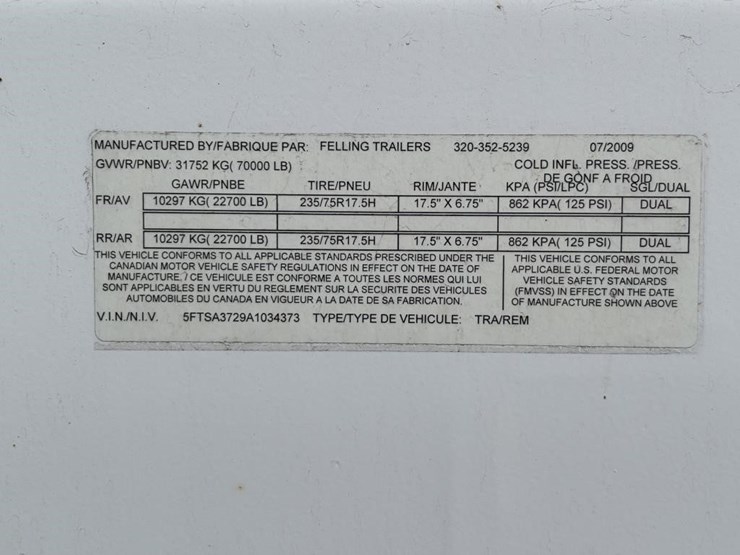 MANUFACTURED BY/FABRIQUE PAR: FELLING TRAILERS 320-352-5239 07/2009
GVWR/PNBV: 31752 KG( 70000 LB) COLD INFL. PRESS. /PRESS.
DE GONF A FROID
GAWR/PNBE TIRE/PNEU RIM/JANTE KPA (PSI/LPC) SGL/DUAL
FR/AV 10297 KG( 22700 LB) 235/75R17.5H 17.5" X 6.75" 862 KPA( 125 PSI) DUAL
RR/AR 10297 KG( 22700 LB) 235/75R17.5H 17.5" X 6.75" 862 KPA( 125 PSI) DUAL
THIS VEHICLE CONFORMS TO ALL APPLICABLE STANDARDS PRESCRIBED UNDER THE
CANADIAN MOTOR VEHICLE SAFETY REGULATIONS IN EFFECT ON THE DATE OF
MANUFACTURE. / CE VEHICULE EST CONFORME A TOUTES LES NORMES QUI LUI
SONT APPLICABLES EN VERTU DU REGLEMENT SUR LA SECURITE DES VEHICULES
AUTOMOBILES DU CANADA EN VIGUEUR A LA DATE DE SA FABRICATION.
THIS VEHICLE CONFORMS TO ALL
APPLICABLE U.S. FEDERAL MOTOR
VEHICLE SAFETY STANDARDS
(FMVSS) IN EFFECT ON THE DATE
OF MANUFACTURE SHOWN ABOVE
V.I.N./N.I.V. 5FTSA3729A1034373 TYPE/TYPE DE VEHICULE: TRA/REM